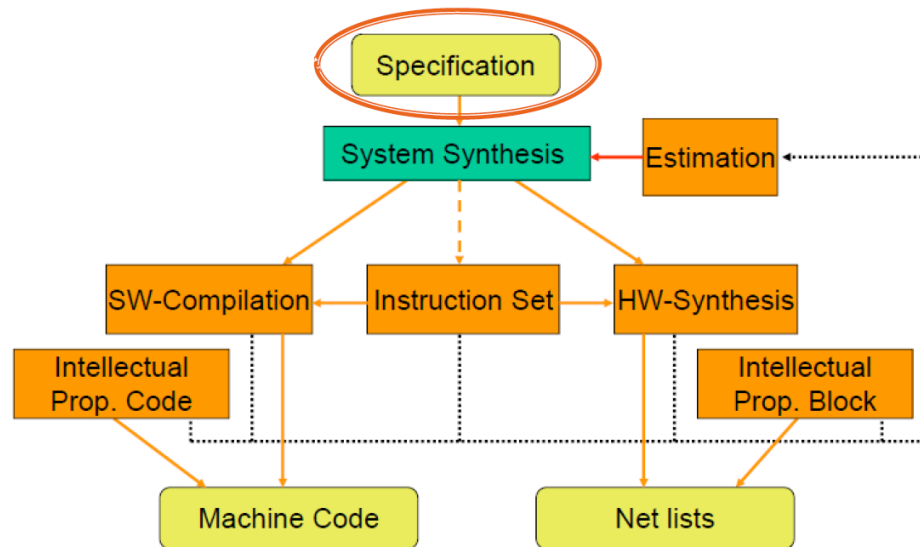 Specification
System Synthesis
Estimation
SW-Compilation
Instruction Set
HW-Synthesis
Intellectual
Prop. Code
Intellectual
Prop. Block
Machine Code
Net lists